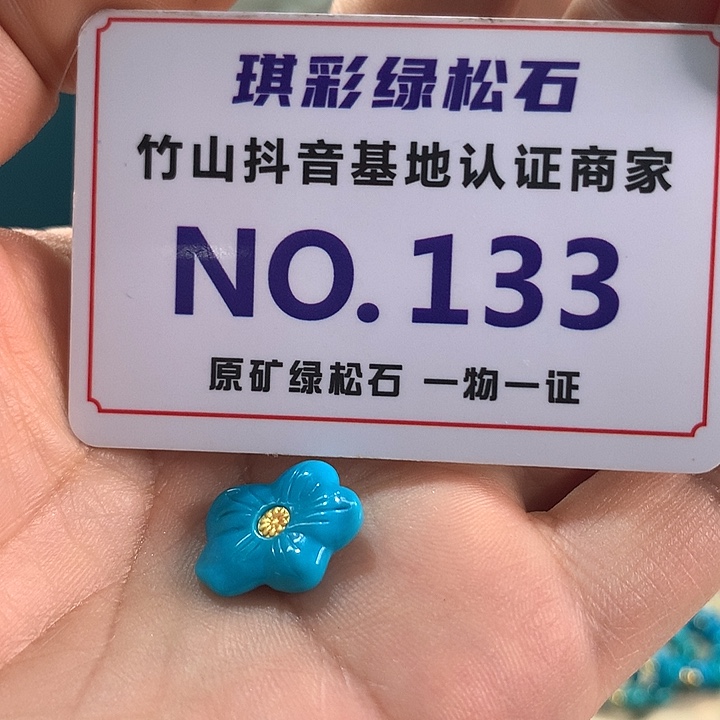 琪彩绿松石
竹山抖音基地认证商家
NO.133
原矿绿松石 一物一证